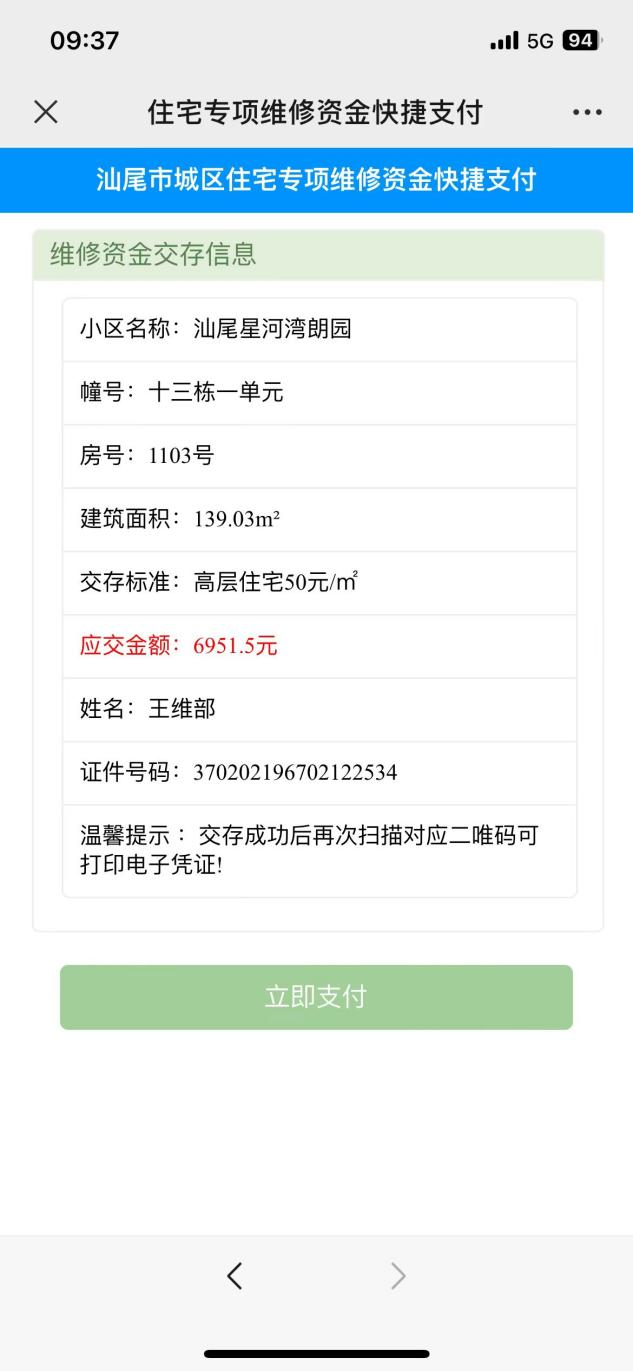 09:37
5G 94
住宅专项维修资金快捷支付
汕尾市城区住宅专项维修资金快捷支付
维修资金交存信息
小区名称：汕尾星河湾朗园
幢号：十三栋一单元
房号：1103号
建筑面积：139.03m²
交存标准：高层住宅50元/㎡
应交金额：6951.5元
姓名：王维部
证件号码：370202196702122534
温馨提示 ：交存成功后再次扫描对应二唯码可
打印电子凭证!
立即支付